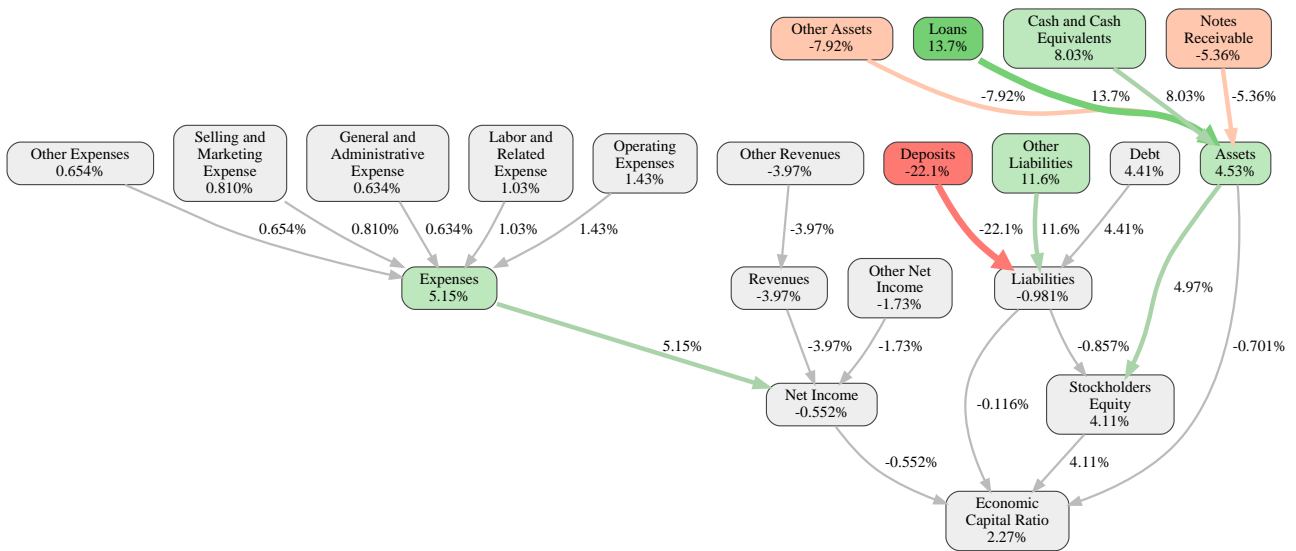 Other Assets
-7.92%
Loans
13.7%
Cash and Cash
Equivalents
8.03%
Notes
Receivable
-5.36%
-7.92%
13.7%
8.03%
-5.36%
Other Expenses
0.654%
Selling and
Marketing
Expense
0.810%
General and
Administrative
Expense
0.634%
Labor and
Related
Expense
1.03%
Operating
Expenses
1.43%
Other Revenues
-3.97%
Deposits
-22.1%
Other
Liabilities
11.6%
Debt
4.41%
Assets
4.53%
0.654%
0.810%
0.634%
1.03%
1.43%
-3.97%
-22.1%
11.6%
4.41%
Expenses
5.15%
Revenues
-3.97%
Other Net
Income
-1.73%
Liabilities
-0.981%
4.97%
5.15%
-3.97%
-1.73%
-0.857%
-0.701%
Net Income
-0.552%
-0.116%
Stockholders
Equity
4.11%
-0.552%
4.11%
Economic
Capital Ratio
2.27%